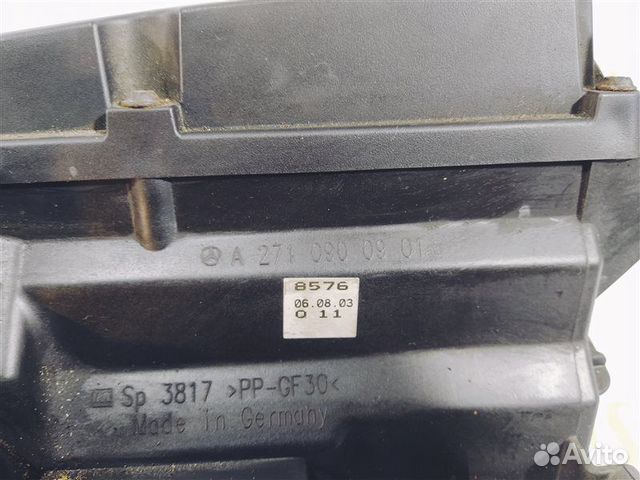 A 271 090 09 01
8576
06.08.03
0 11
Sp 3817 >PP-GF30<
Made in Germany
Avito